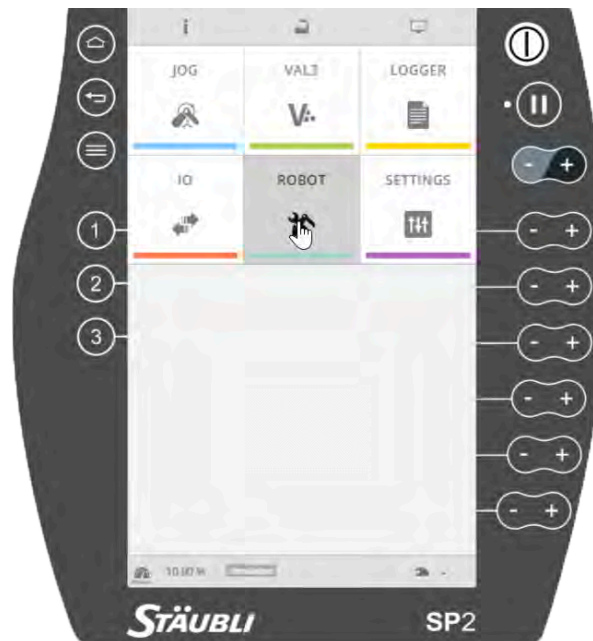 i
JOG
VAL3
LOGGER
IO
ROBOT
SETTINGS
1
2
3
- +
- +
- +
- +
- +
- +
- +
STÄUBLI
SP2